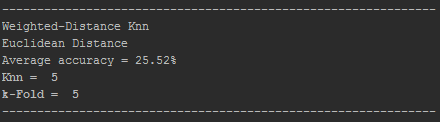 --------------------------------------------------------------
Weighted-Distance Knn
Euclidean Distance
Average accuracy = 25.52%
Knn =  5
k-Fold =  5
--------------------------------------------------------------